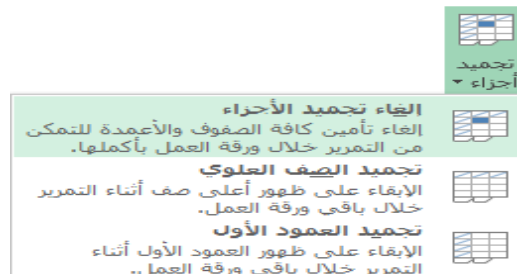 تجميد
أجزاء
إلغاء تجميد الأجزاء
إلغاء تأمين كافة الصفوف والأعمدة للتمكن
من التمرير خلال ورقة العمل بأكملها.
تجميد الصف العلوي
الإبقاء على ظهور أعلى صف أثناء التمرير
خلال باقي ورقة العمل.
تجميد العمود الأول
الإبقاء على ظهور العمود الأول أثناء
التمرير خلال باقي ورقة العمل.